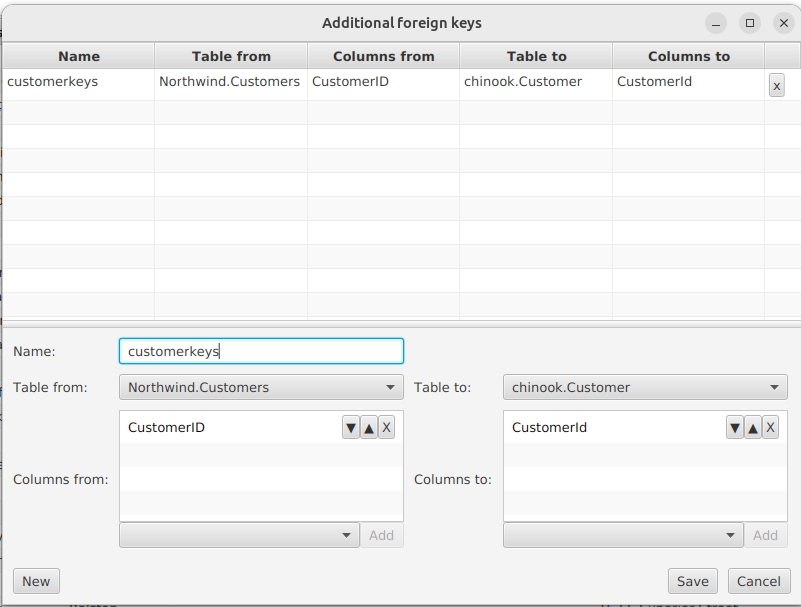 Additional foreign keys
Name Table from Columns from Table to Columns to
customerkeys Northwind.Customers CustomerID chinook.Customer CustomerId x
Name: customerkeys
Table from: Northwind.Customers Table to: chinook.Customer
CustomerID X CustomerId X
Columns from: Columns to:
Add Add
New Save Cancel